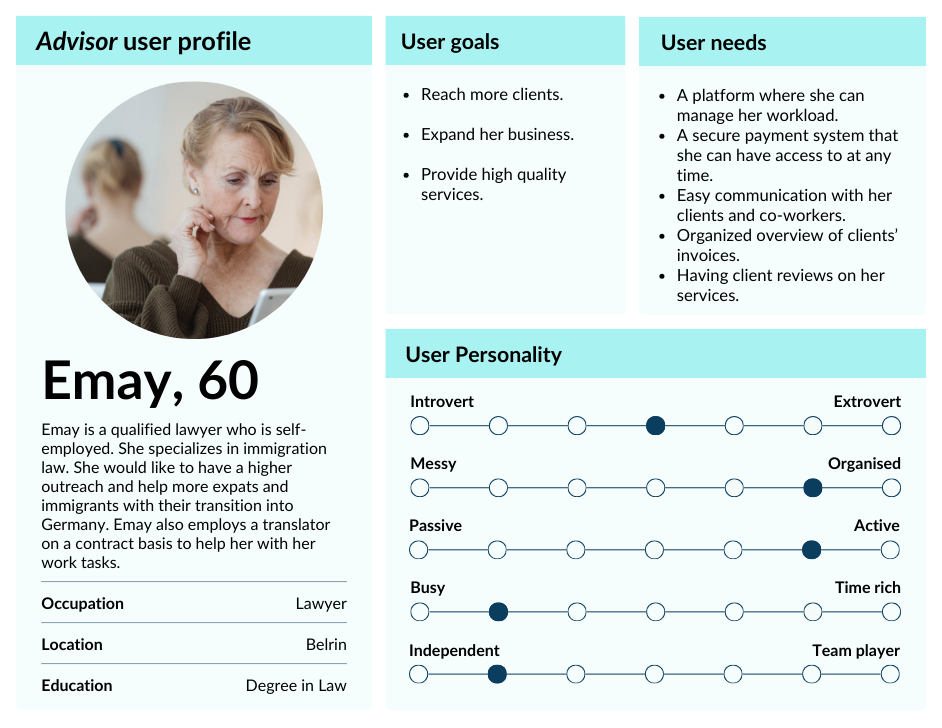 Advisor user profile
Emay, 60
Emay is a qualified lawyer who is self-
employed. She specializes in immigration
law. She would like to have a higher
outreach and help more expats and
immigrants with their transition into
Germany. Emay also employs a translator
on a contract basis to help her with her
work tasks.
Occupation Lawyer
Location Belrin
Education Degree in Law
User goals
• Reach more clients.
• Expand her business.
• Provide high quality
services.
User needs
• A platform where she can
manage her workload.
• A secure payment system that
she can have access to at any
time.
• Easy communication with her
clients and co-workers.
• Organized overview of clients’
invoices.
• Having client reviews on her
services.
User Personality
Introvert Extrovert
Messy Organised
Passive Active
Busy Time rich
Independent Team player